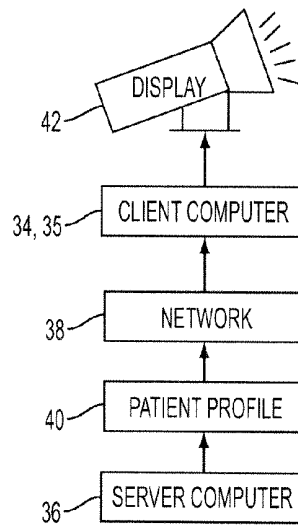 DISPLAY
42
CLIENT COMPUTER
34, 35
NETWORK
38
PATIENT PROFILE
40
SERVER COMPUTER
36